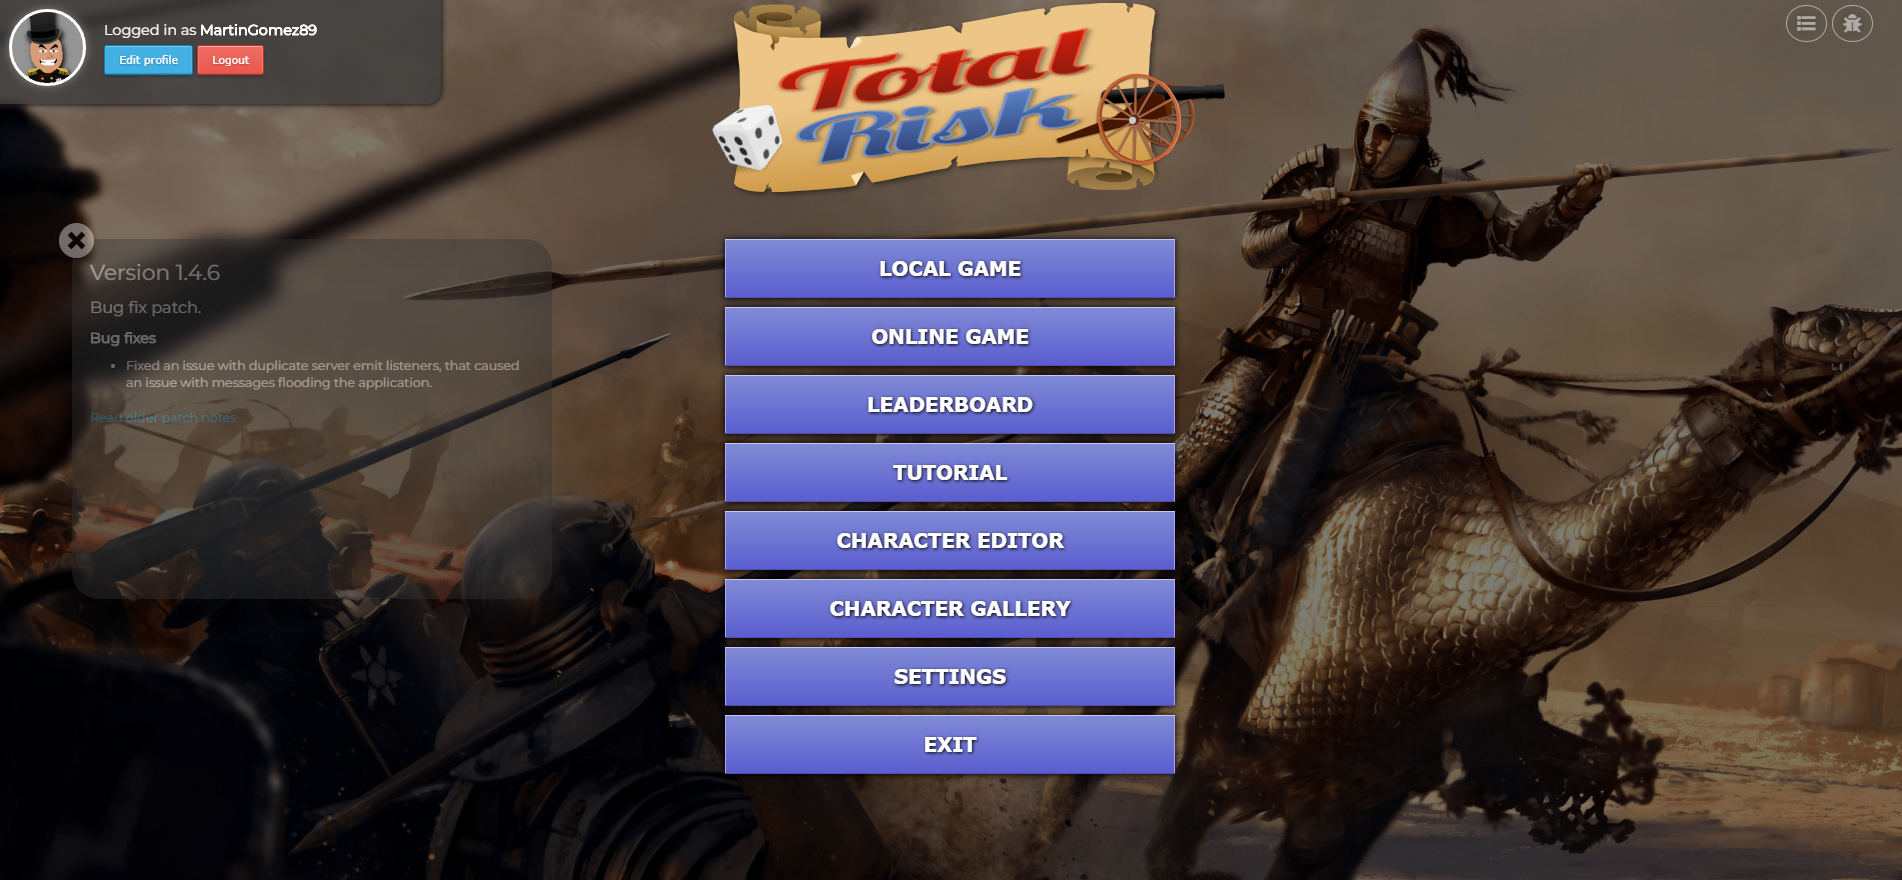 Logged in as MartinGomez89
Edit profile
Logout
Total
Risk
Version 1.4.6
Bug fix patch.
Bug fixes
Fixed an issue with duplicate server emit listeners, that caused
an issue with messages flooding the application.
Read older patch notes
LOCAL GAME
ONLINE GAME
LEADERBOARD
TUTORIAL
CHARACTER EDITOR
CHARACTER GALLERY
SETTINGS
EXIT